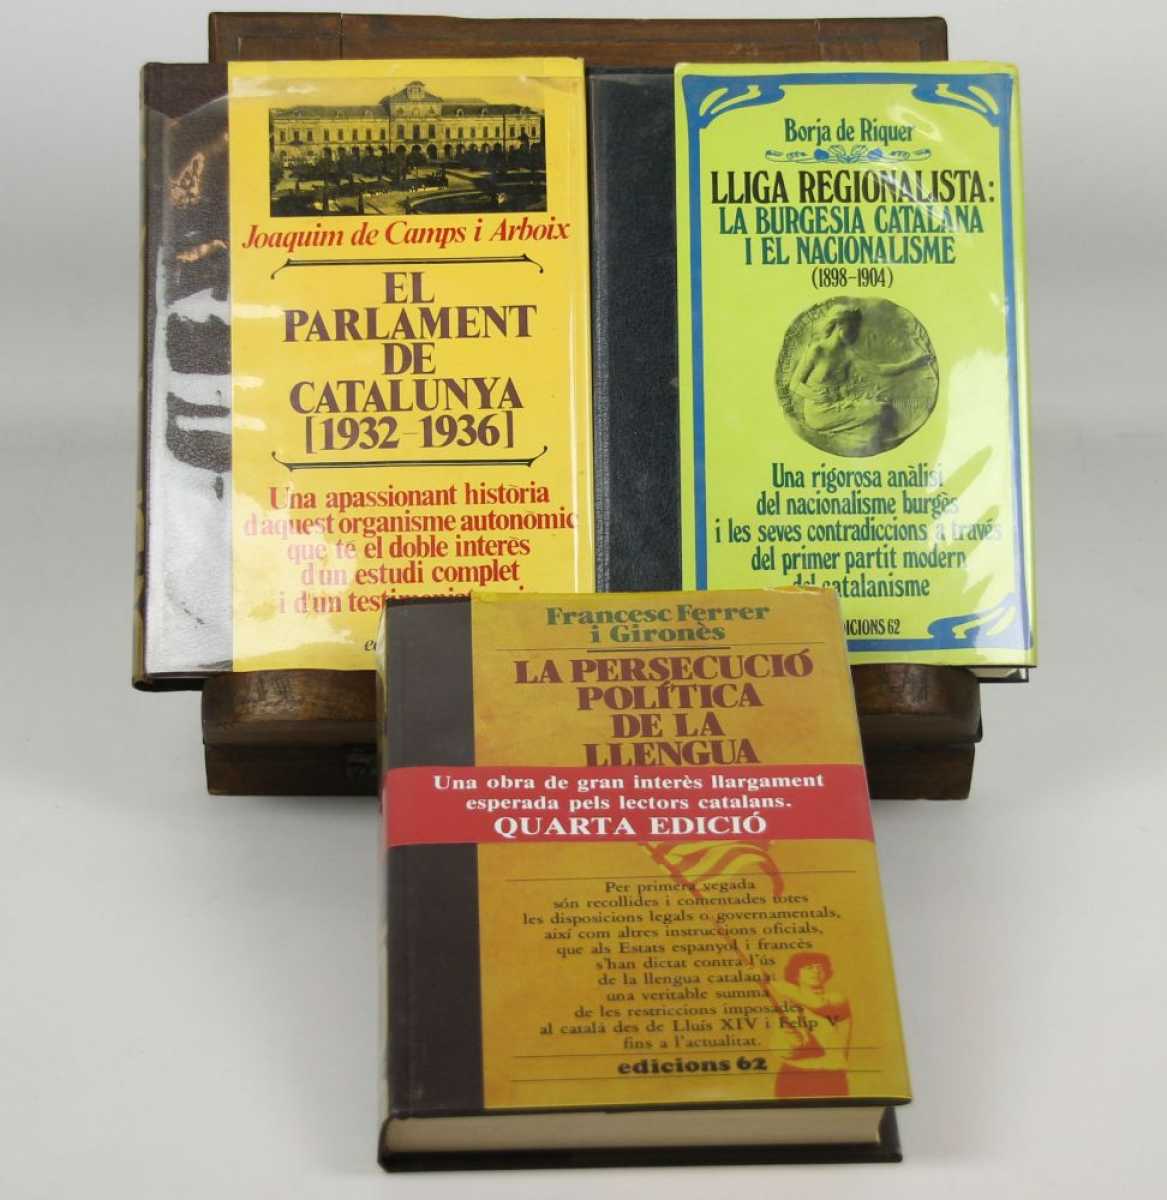 Joaquim de Camps i Arboix
EL
PARLAMENT
DE
CATALUNYA
[1932-1936]
Una apassionant història
d'aquest organisme autonòmic
que té el doble interès
d'un estudi complet
i d'un
Borja de Riquer
LLIGA REGIONALISTA:
LA BURGESIA CATALANA
I EL NACIONALISME
(1898-1904)
Una rigorosa anàlisi
del nacionalisme burgès
i les seves contradiccions a través
del primer partit modern
del catalanisme
EDICIONS 62
Francesc Ferrer
i Gironès
LA PERSECUCIÓ
POLÍTICA
DE LA
LLENGUA
Una obra de gran interès llargament
esperada pels lectors catalans.
QUARTA EDICIÓ
Per primera vegada
són recollides i comentades totes
les disposicions legals o governamentals,
així com altres instruccions oficials,
que als Estats espanyol i francès
s'han dictat contra l'ús
de la llengua catalana:
una veritable summa
de les restriccions imposades
al català des de Lluís XIV i Felip V
fins a l'actualitat.
edicions 62